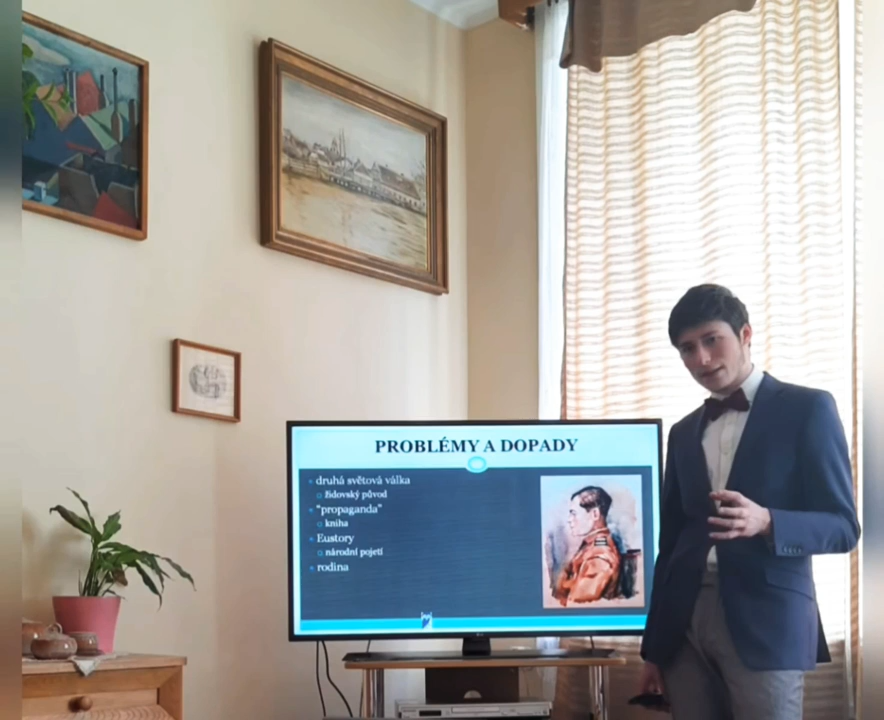 PROBLÉMY A DOPADY
druhá světová válka
židovský původ
"propaganda"
kniha
Eustory
národní pojetí
rodina